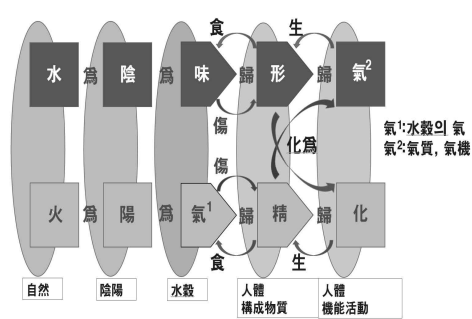 食 生
水 爲 陰 爲 味 歸 形 歸 氣²
傷
化爲
氣¹:水穀의 氣
氣²:氣質, 氣機
傷
火 爲 陽 爲 氣¹ 歸 精 歸 化
食 生
自然
陰陽
水穀
人體
構成物質
人體
機能活動